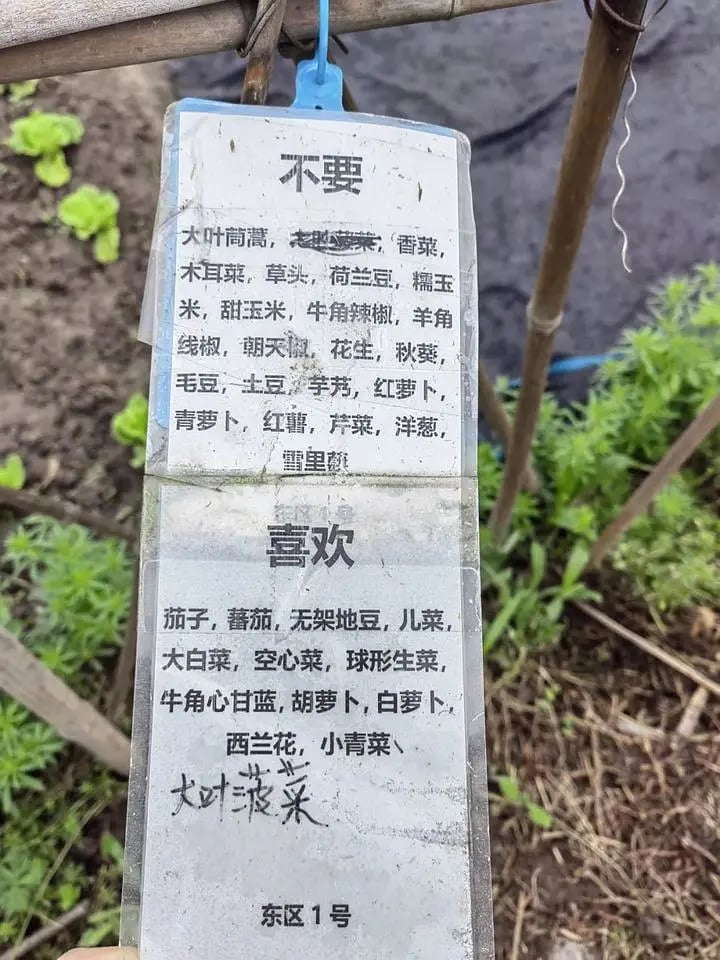 不要
大叶茼蒿，香菜，
木耳菜，草头，荷兰豆，糯玉
米，甜玉米，牛角辣椒，羊角
线椒，朝天椒，花生，秋葵，
毛豆，土豆，芋艿，红萝卜，
青萝卜，红薯，芹菜，洋葱，
雪里蕻
东区1号
喜欢
茄子，蕃茄，无架地豆，儿菜，
大白菜，空心菜，球形生菜，
牛角心甘蓝，胡萝卜，白萝卜，
西兰花，小青菜、
大叶菠菜
东区1号